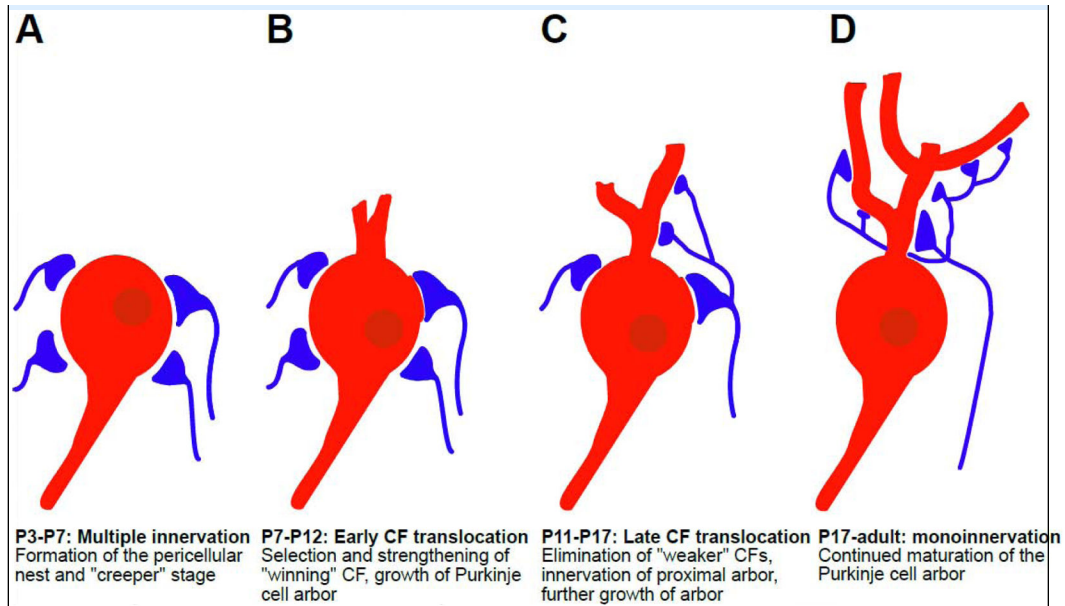 A
B
C
D
P3-P7: Multiple innervation
Formation of the pericellular
nest and "creeper" stage
P7-P12: Early CF translocation
Selection and strengthening of
"winning" CF, growth of Purkinje
cell arbor
P11-P17: Late CF translocation
Elimination of "weaker" CFs,
innervation of proximal arbor,
further growth of arbor
P17-adult: monoinnervation
Continued maturation of the
Purkinje cell arbor